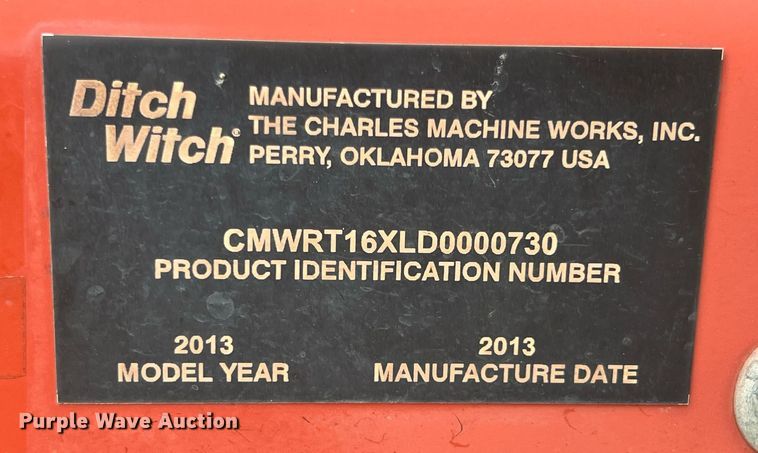 Ditch Witch®
MANUFACTURED BY
THE CHARLES MACHINE WORKS, INC.
PERRY, OKLAHOMA 73077 USA
CMWRT16XLD0000730
PRODUCT IDENTIFICATION NUMBER
2013
MODEL YEAR
2013
MANUFACTURE DATE
Purple Wave Auction